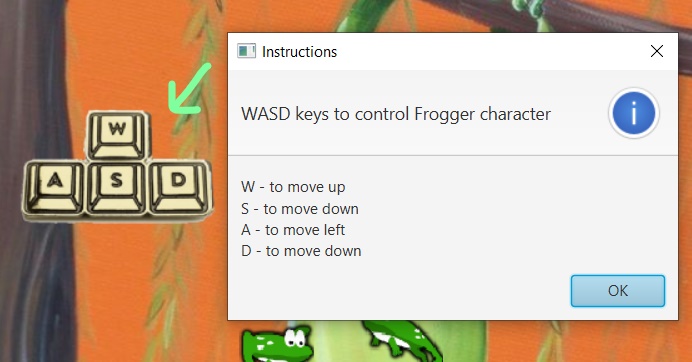 Instructions
WASD keys to control Frogger character
i
W
A S D
W - to move up
S - to move down
A - to move left
D - to move down
OK